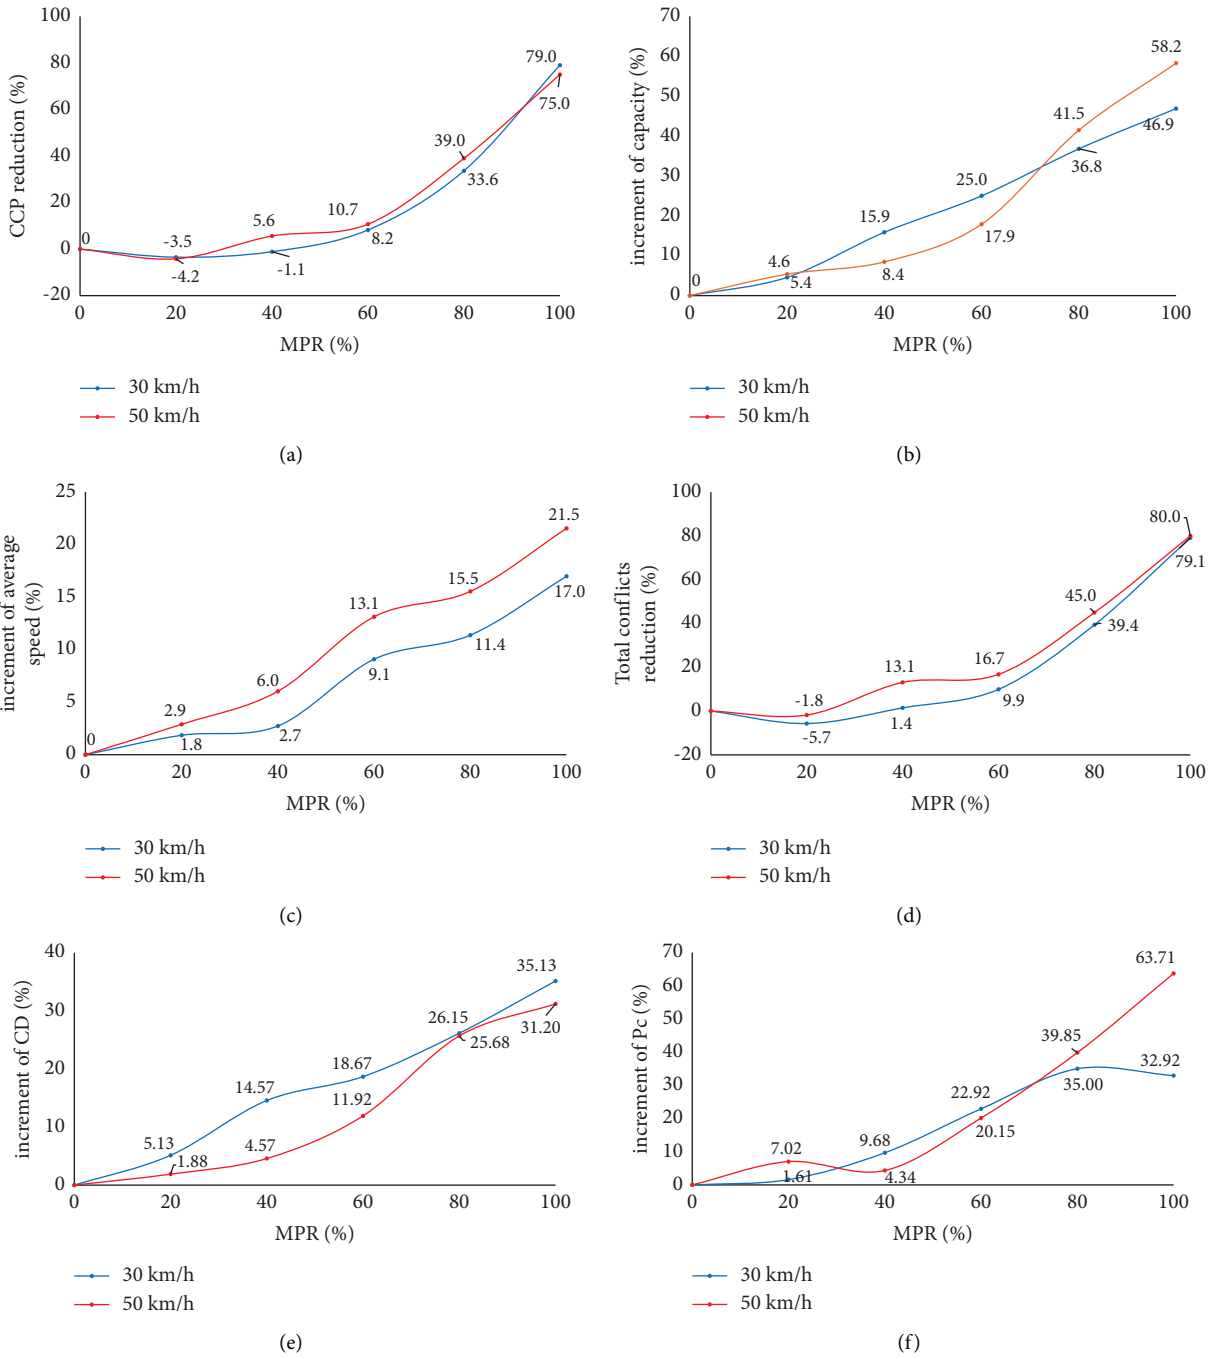 100
80
60
40
20
0
-20
CCP reduction (%)
0
-3.5
-4.2
5.6
-1.1
10.7
8.2
39.0
33.6
79.0
75.0
0 20 40 60 80 100
MPR (%)
30 km/h
50 km/h
(a)
70
60
50
40
30
20
10
0
increment of capacity (%)
0
4.6
5.4
15.9
8.4
25.0
17.9
41.5
36.8
58.2
46.9
0 20 40 60 80 100
MPR (%)
30 km/h
50 km/h
(b)
25
20
15
10
5
0
increment of average
speed (%)
0
2.9
1.8
6.0
2.7
13.1
9.1
15.5
11.4
21.5
17.0
0 20 40 60 80 100
MPR (%)
30 km/h
50 km/h
(c)
100
80
60
40
20
0
-20
Total conflicts
reduction (%)
-1.8
-5.7
13.1
1.4
16.7
9.9
45.0
39.4
80.0
79.1
0 20 40 60 80 100
MPR (%)
30 km/h
50 km/h
(d)
40
30
20
10
0
increment of CD (%)
5.13
1.88
14.57
4.57
18.67
11.92
26.15
25.68
35.13
31.20
0 20 40 60 80 100
MPR (%)
30 km/h
50 km/h
(e)
70
60
50
40
30
20
10
0
increment of Pc (%)
7.02
1.61
9.68
4.34
22.92
20.15
39.85
35.00
63.71
32.92
0 20 40 60 80 100
MPR (%)
30 km/h
50 km/h
(f)